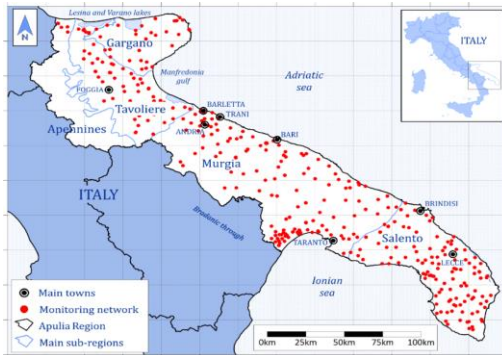 Lesina and Varano lakes
N
Gargano
ITALY
Manfredonia
gulf
Adriatic
sea
FOGGIA
Tavoliere
BARLETTA
TRANI
ANDRIA
Apennines
BARI
Murgia
ITALY
Bradanic through
BRINDISI
TARANTO
Salento
LECCE
Ionian
sea
Main towns
Monitoring network
Apulia Region
Main sub-regions
0km 25km 50km 75km 100km